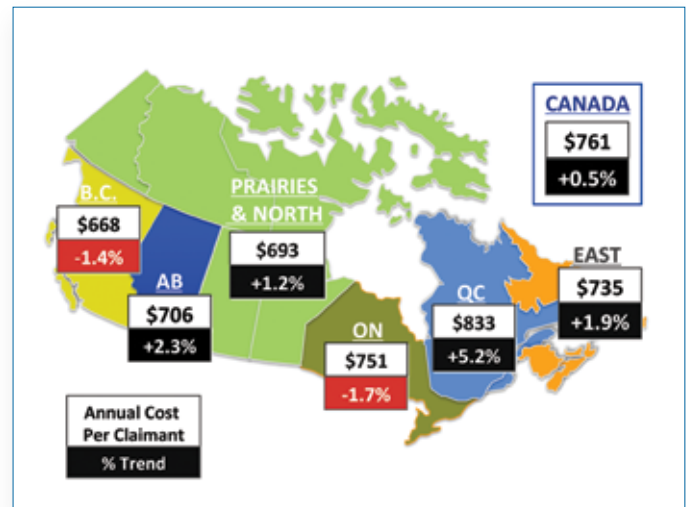 CANADA
$761
+0.5%
B.C.
$668
-1.4%
PRAIRIES
& NORTH
$693
+1.2%
AB
$706
+2.3%
ON
$751
-1.7%
QC
$833
+5.2%
EAST
$735
+1.9%
Annual Cost
Per Claimant
% Trend